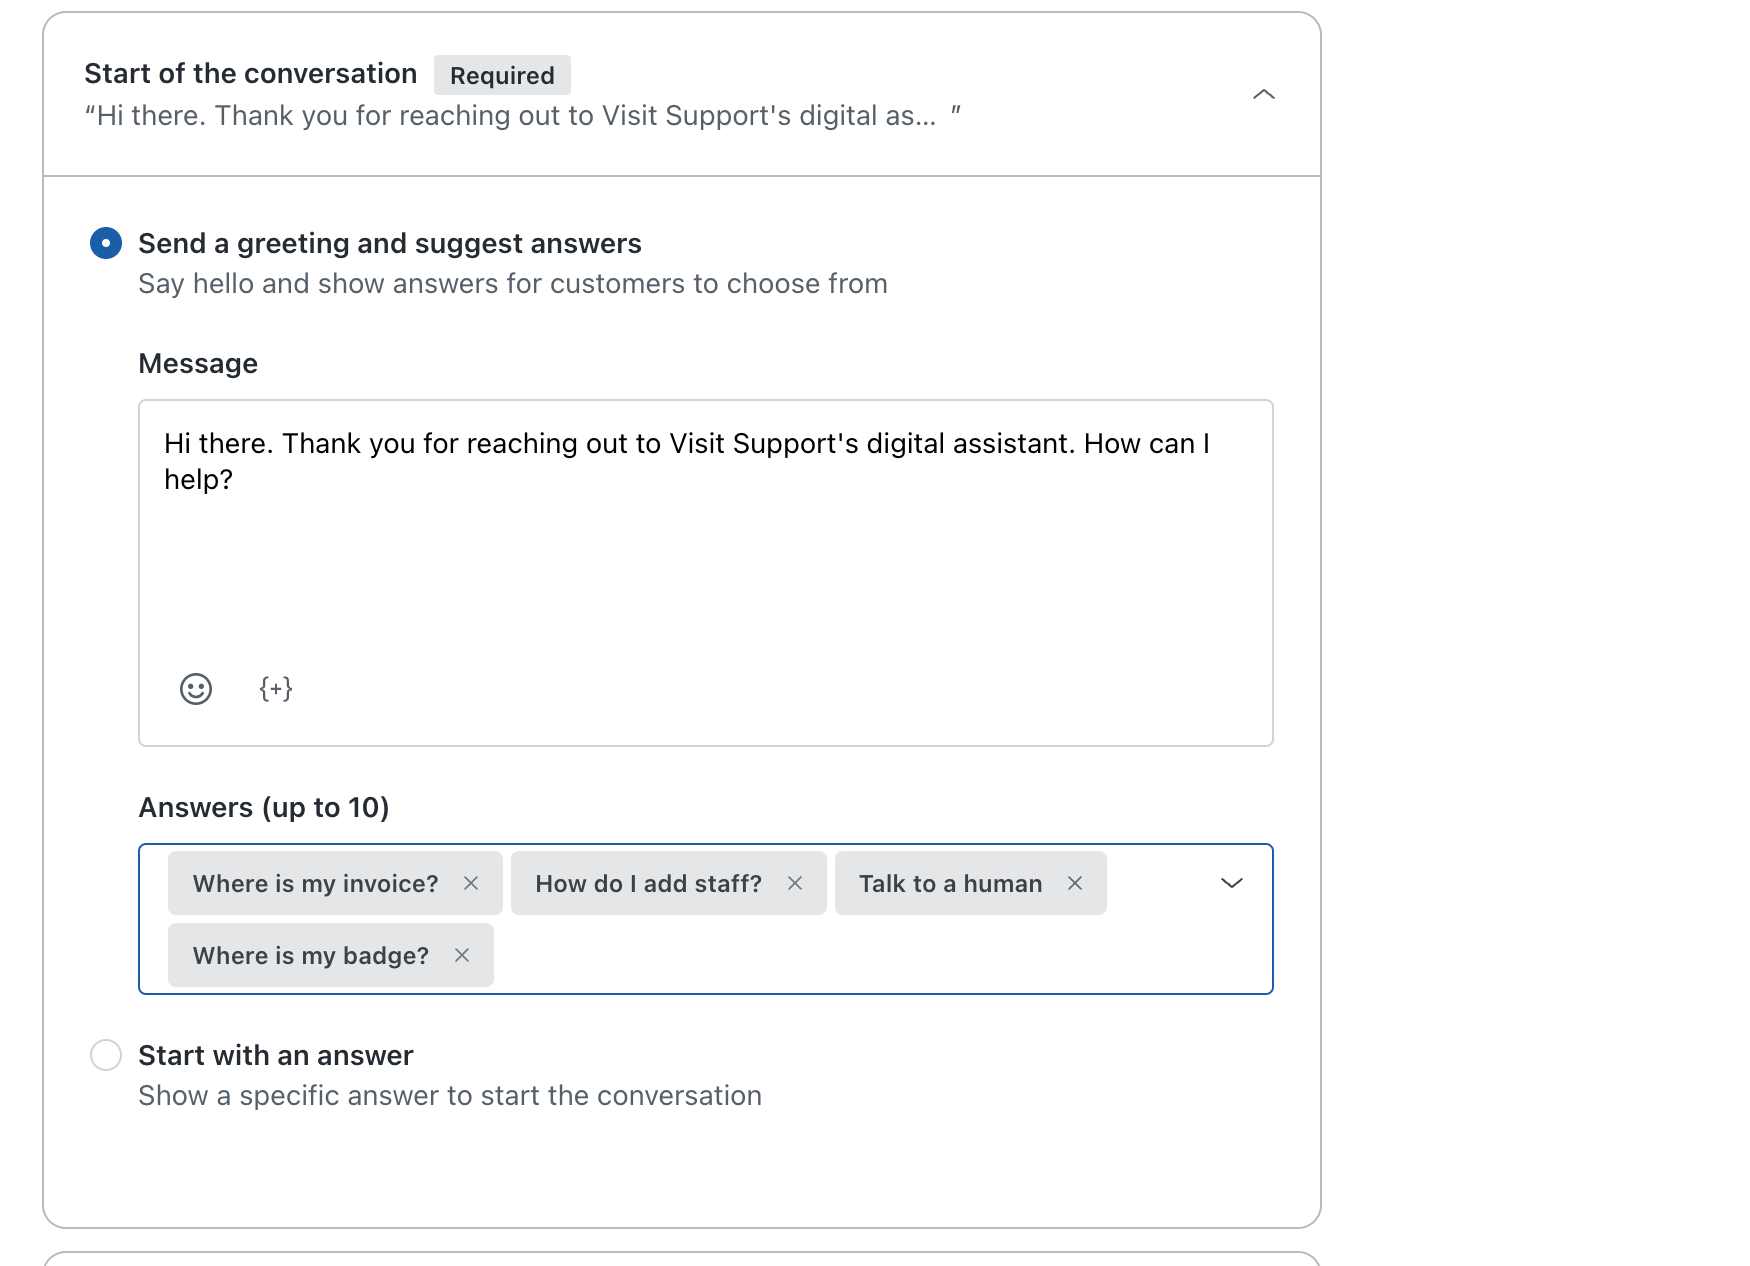 Start of the conversation Required
“Hi there. Thank you for reaching out to Visit Support's digital as... ”
Send a greeting and suggest answers
Say hello and show answers for customers to choose from
Message
Hi there. Thank you for reaching out to Visit Support's digital assistant. How can I
help?
{+}
Answers (up to 10)
Where is my invoice? × How do I add staff? × Talk to a human ×
Where is my badge? ×
Start with an answer
Show a specific answer to start the conversation